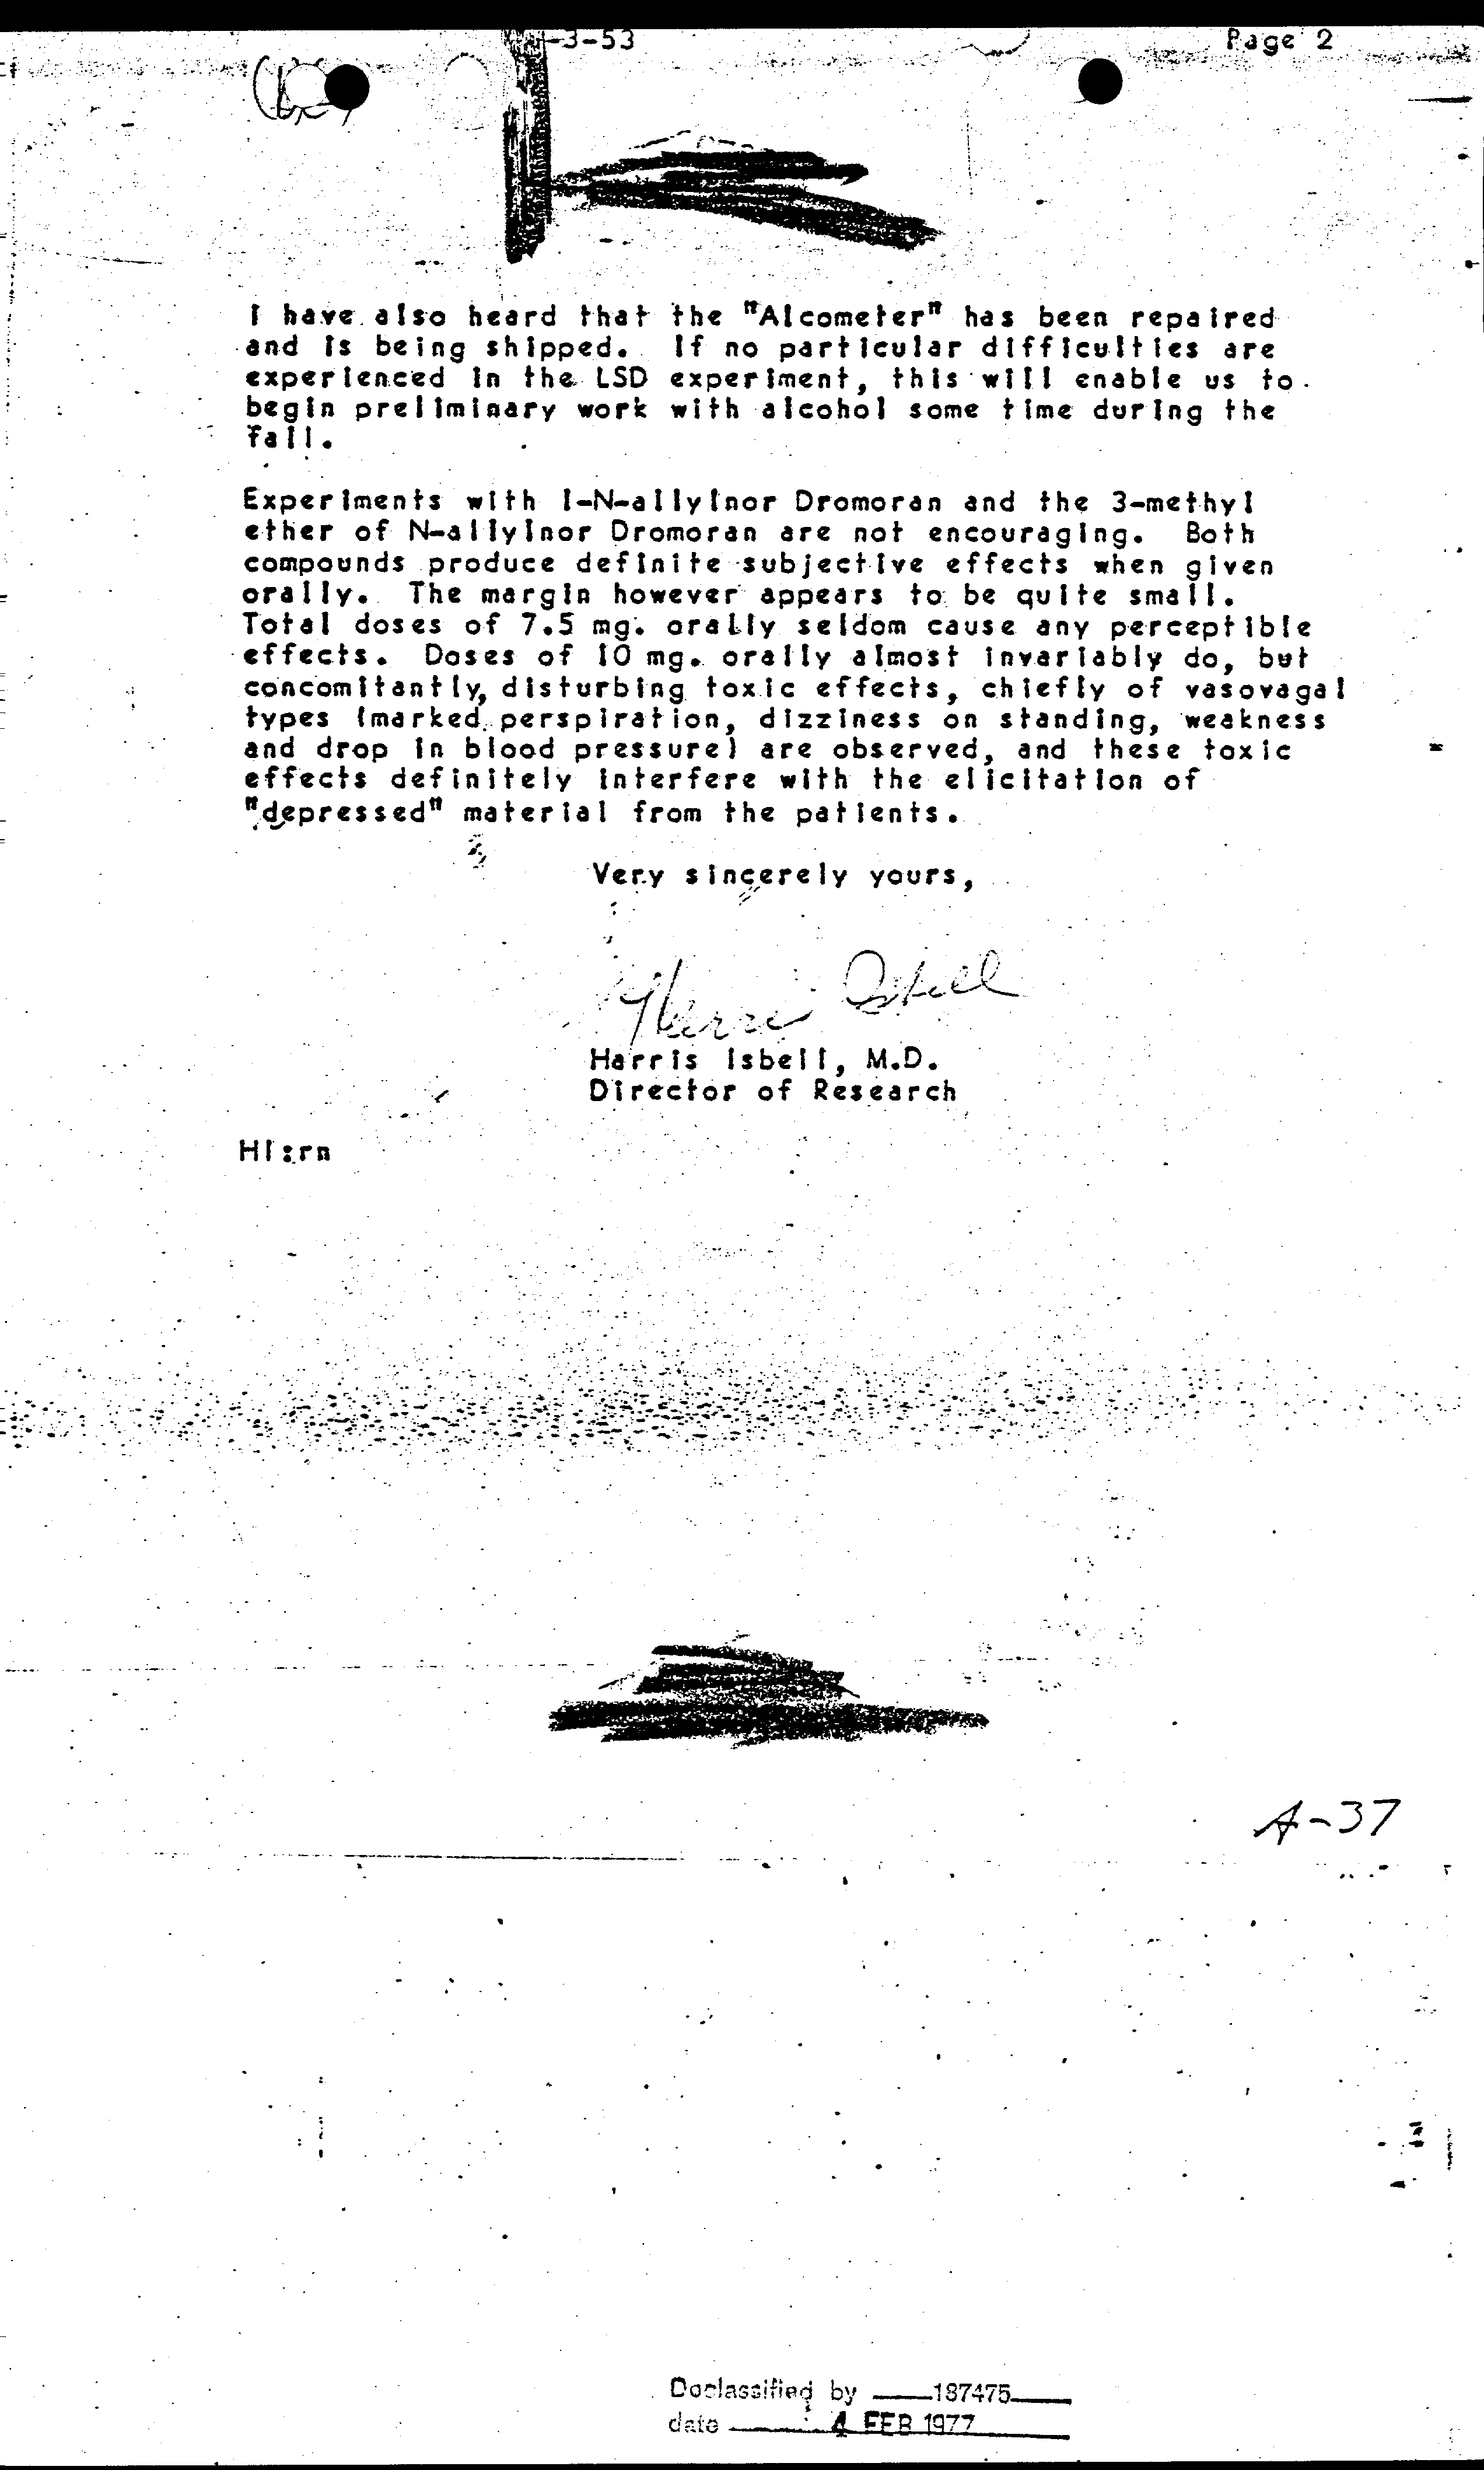 -3-53 Page 2
I have also heard that the "Alcometer" has been repaired
and is being shipped. If no particular difficulties are
experienced in the LSD experiment, this will enable us to
begin preliminary work with alcohol some time during the
fall.
Experiments with l-N-allylnor Dromoran and the 3-methyl
ether of N-allylnor Dromoran are not encouraging. Both
compounds produce definite subjective effects when given
orally. The margin however appears to be quite small.
Total doses of 7.5 mg. orally seldom cause any perceptible
effects. Doses of 10 mg. orally almost invariably do, but
concomitantly, disturbing toxic effects, chiefly of vasovagal
types (marked perspiration, dizziness on standing, weakness
and drop in blood pressure) are observed, and these toxic
effects definitely interfere with the elicitation of
"depressed" material from the patients.
Very sincerely yours,
Harris Isbell
Harris Isbell, M.D.
Director of Research
HI:rn
A-37
Declassified by 187475
date 4 FEB 1977